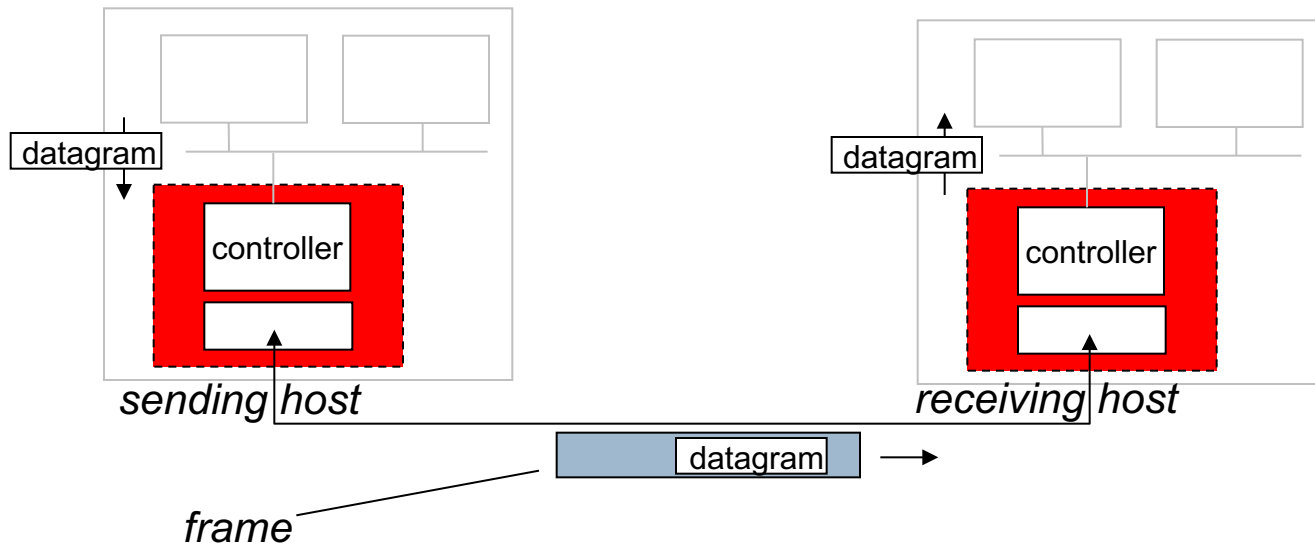 datagram
datagram
controller
controller
sending host
receiving host
datagram
frame